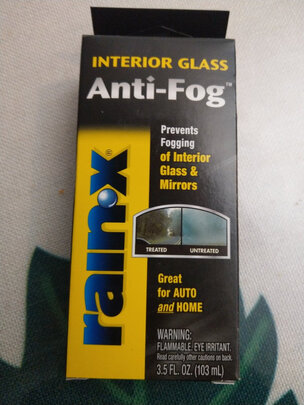 INTERIOR GLASS
Anti-Fog™
rain·x®
Prevents
Fogging
of Interior
Glass &
Mirrors
TREATED UNTREATED
Great
for AUTO
and HOME
WARNING:
FLAMMABLE. EYE IRRITANT.
Read carefully other cautions on back.
3.5 FL. OZ. (103 mL)